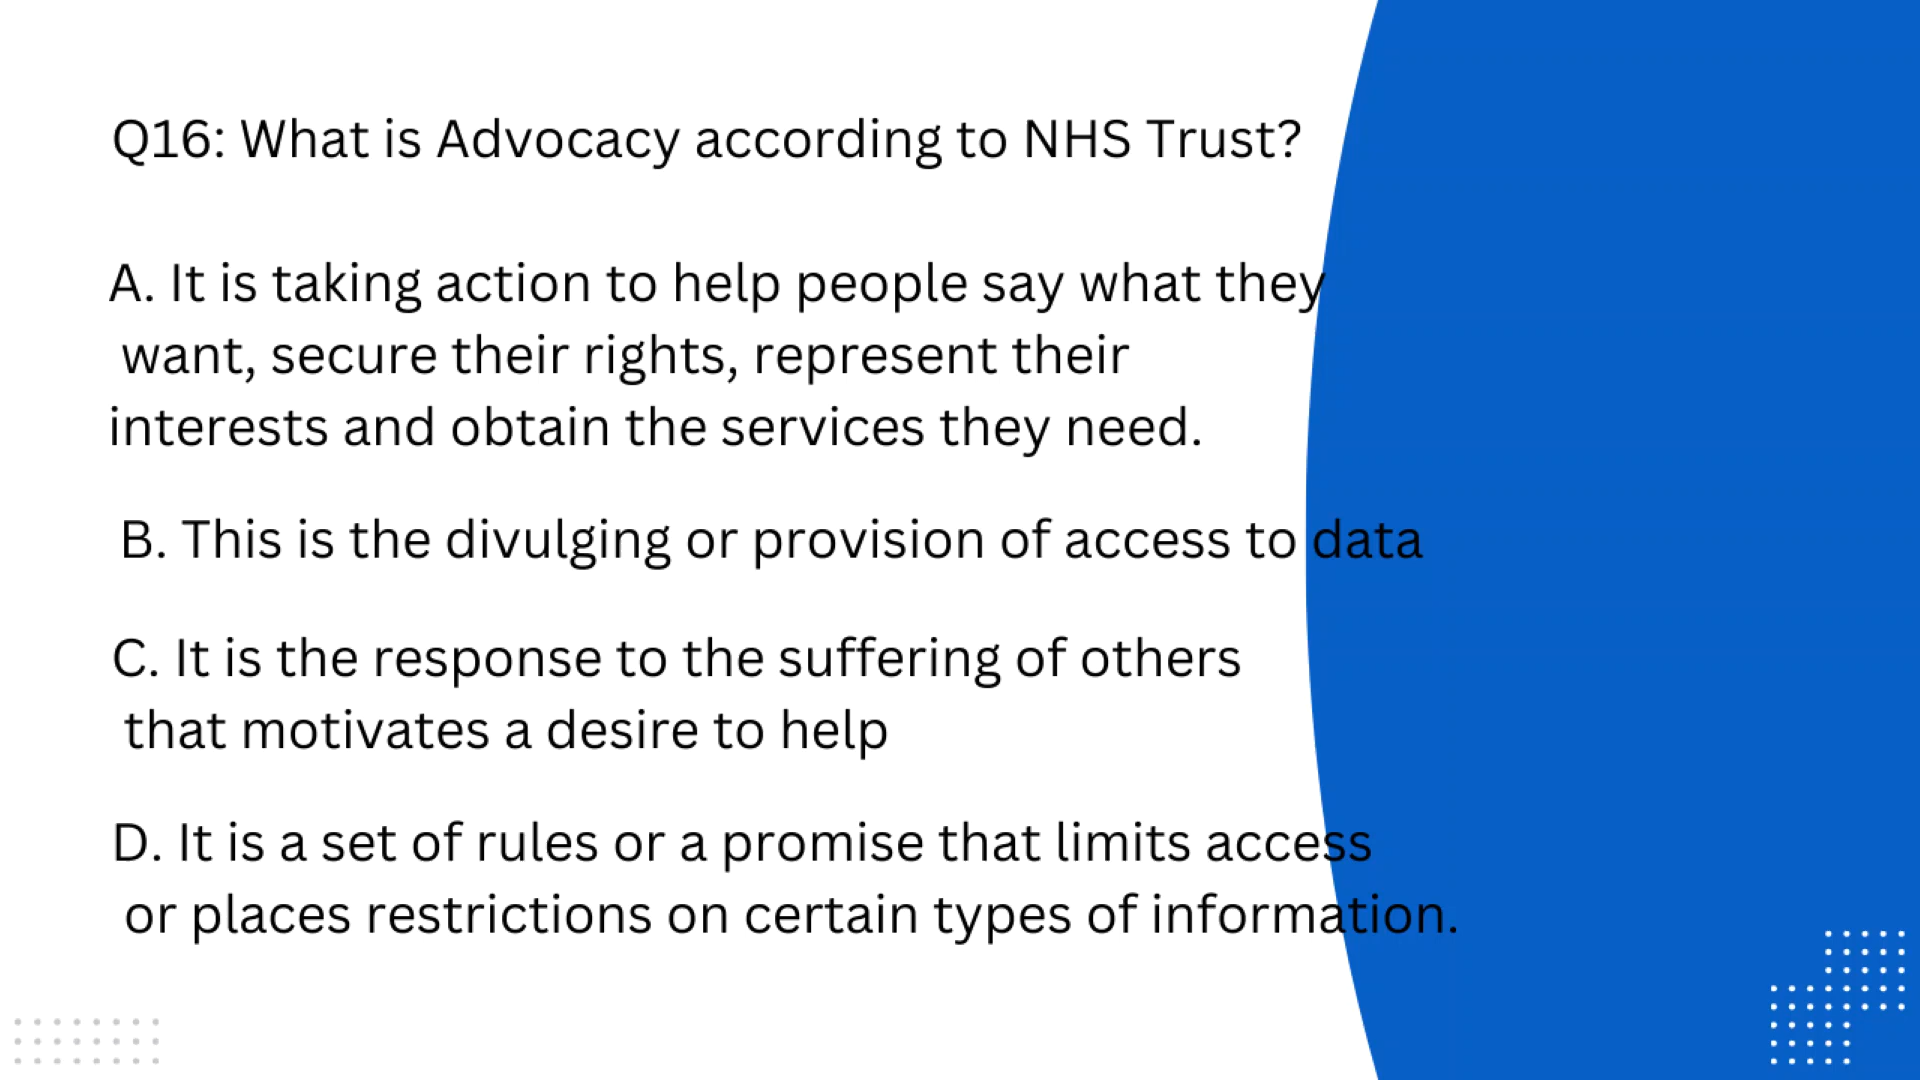 Q16: What is Advocacy according to NHS Trust?
A. It is taking action to help people say what they
want, secure their rights, represent their
interests and obtain the services they need.
B. This is the divulging or provision of access to data
C. It is the response to the suffering of others
that motivates a desire to help
D. It is a set of rules or a promise that limits access
or places restrictions on certain types of information.